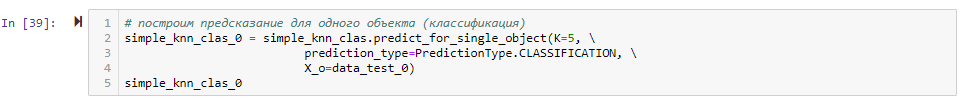 In [39]:
1 # построим предсказание для одного объекта (классификация)
2 simple_knn_clas_0 = simple_knn_clas.predict_for_single_object(K=5, \
3 prediction_type=PredictionType.CLASSIFICATION, \
4 X_o=data_test_0)
5 simple_knn_clas_0